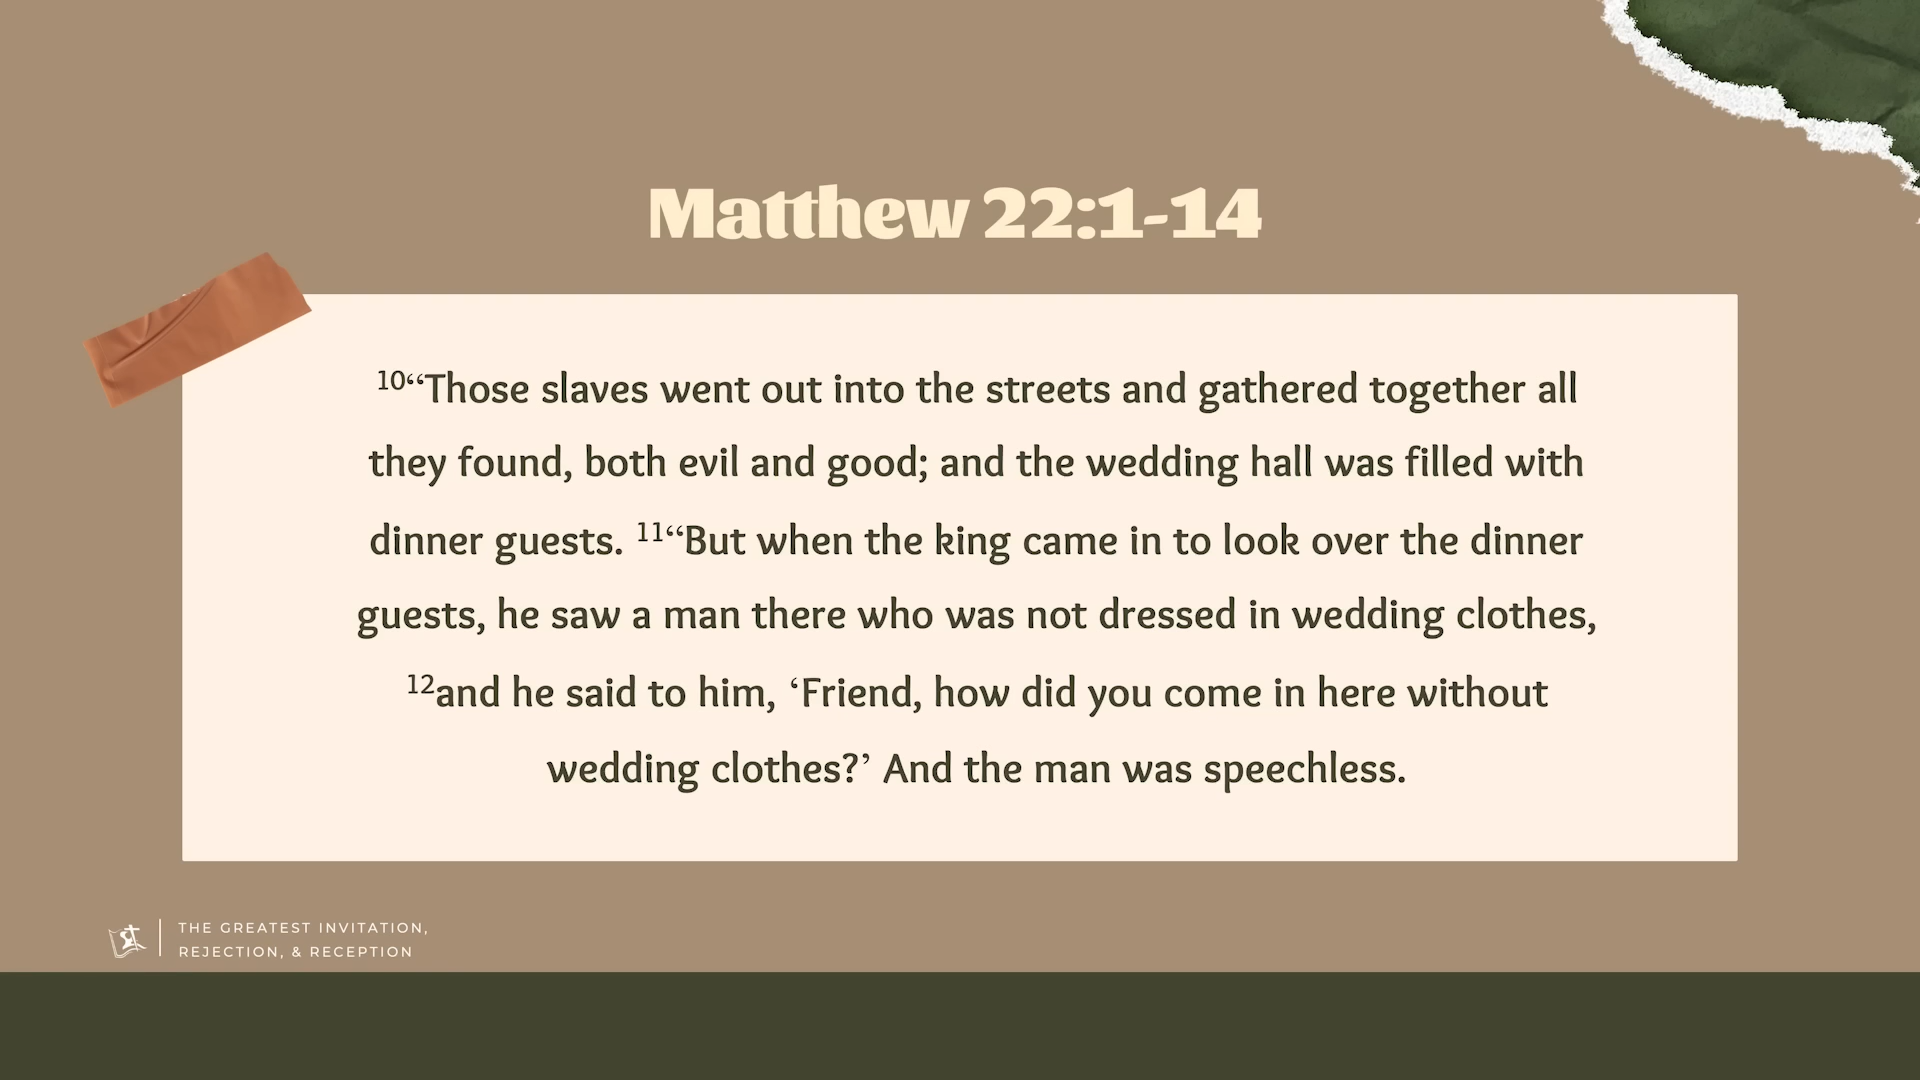 Matthew 22:1-14
¹⁰“Those slaves went out into the streets and gathered together all
they found, both evil and good; and the wedding hall was filled with
dinner guests. ¹¹“But when the king came in to look over the dinner
guests, he saw a man there who was not dressed in wedding clothes,
¹²and he said to him, ‘Friend, how did you come in here without
wedding clothes?’ And the man was speechless.
THE GREATEST INVITATION,
REJECTION, & RECEPTION